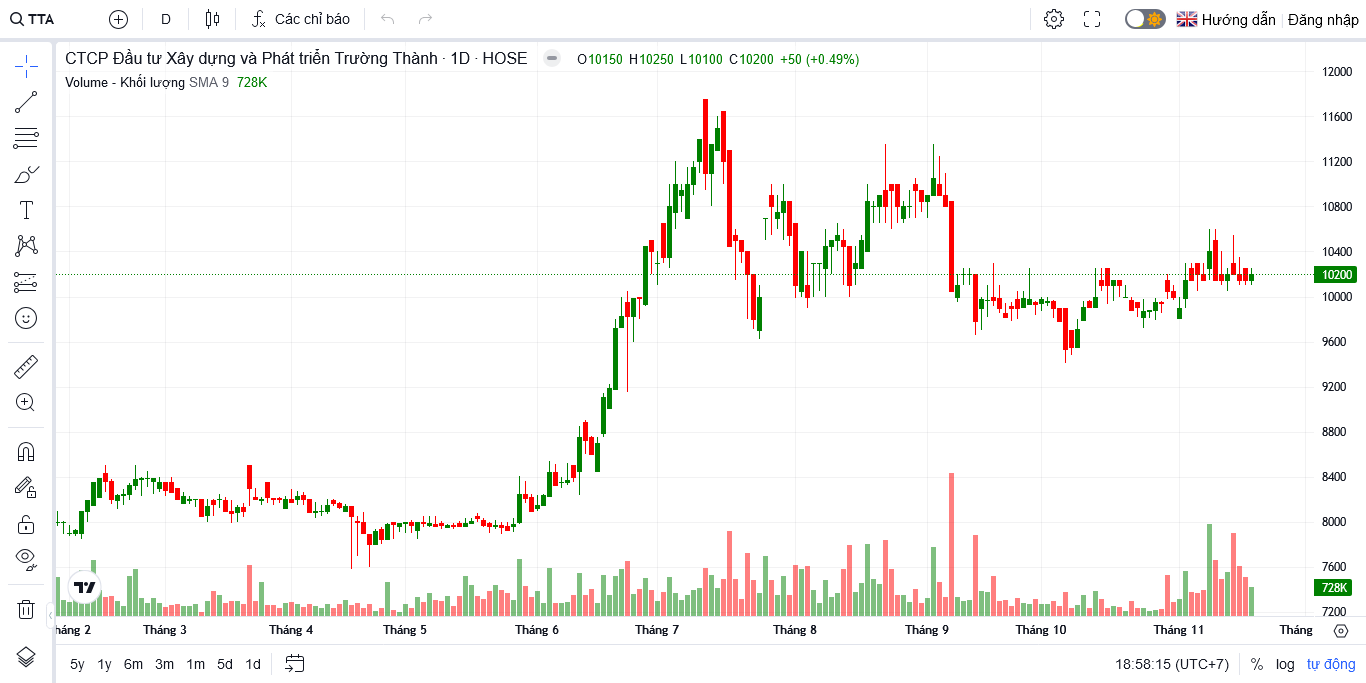 TTA D Các chỉ báo Hướng dẫn Đăng nhập
CTCP Đầu tư Xây dựng và Phát triển Trường Thành · 1D · HOSE O10150 H10250 L10100 C10200 +50 (+0.49%)
Volume - Khối lượng SMA 9 728K
12000
11600
11200
10800
10400
10200
10000
9600
9200
8800
8400
8000
7600
728K
7200
háng 2 Tháng 3 Tháng 4 Tháng 5 Tháng 6 Tháng 7 Tháng 8 Tháng 9 Tháng 10 Tháng 11 Tháng
5y 1y 6m 3m 1m 5d 1d 18:58:15 (UTC+7) % log tự động